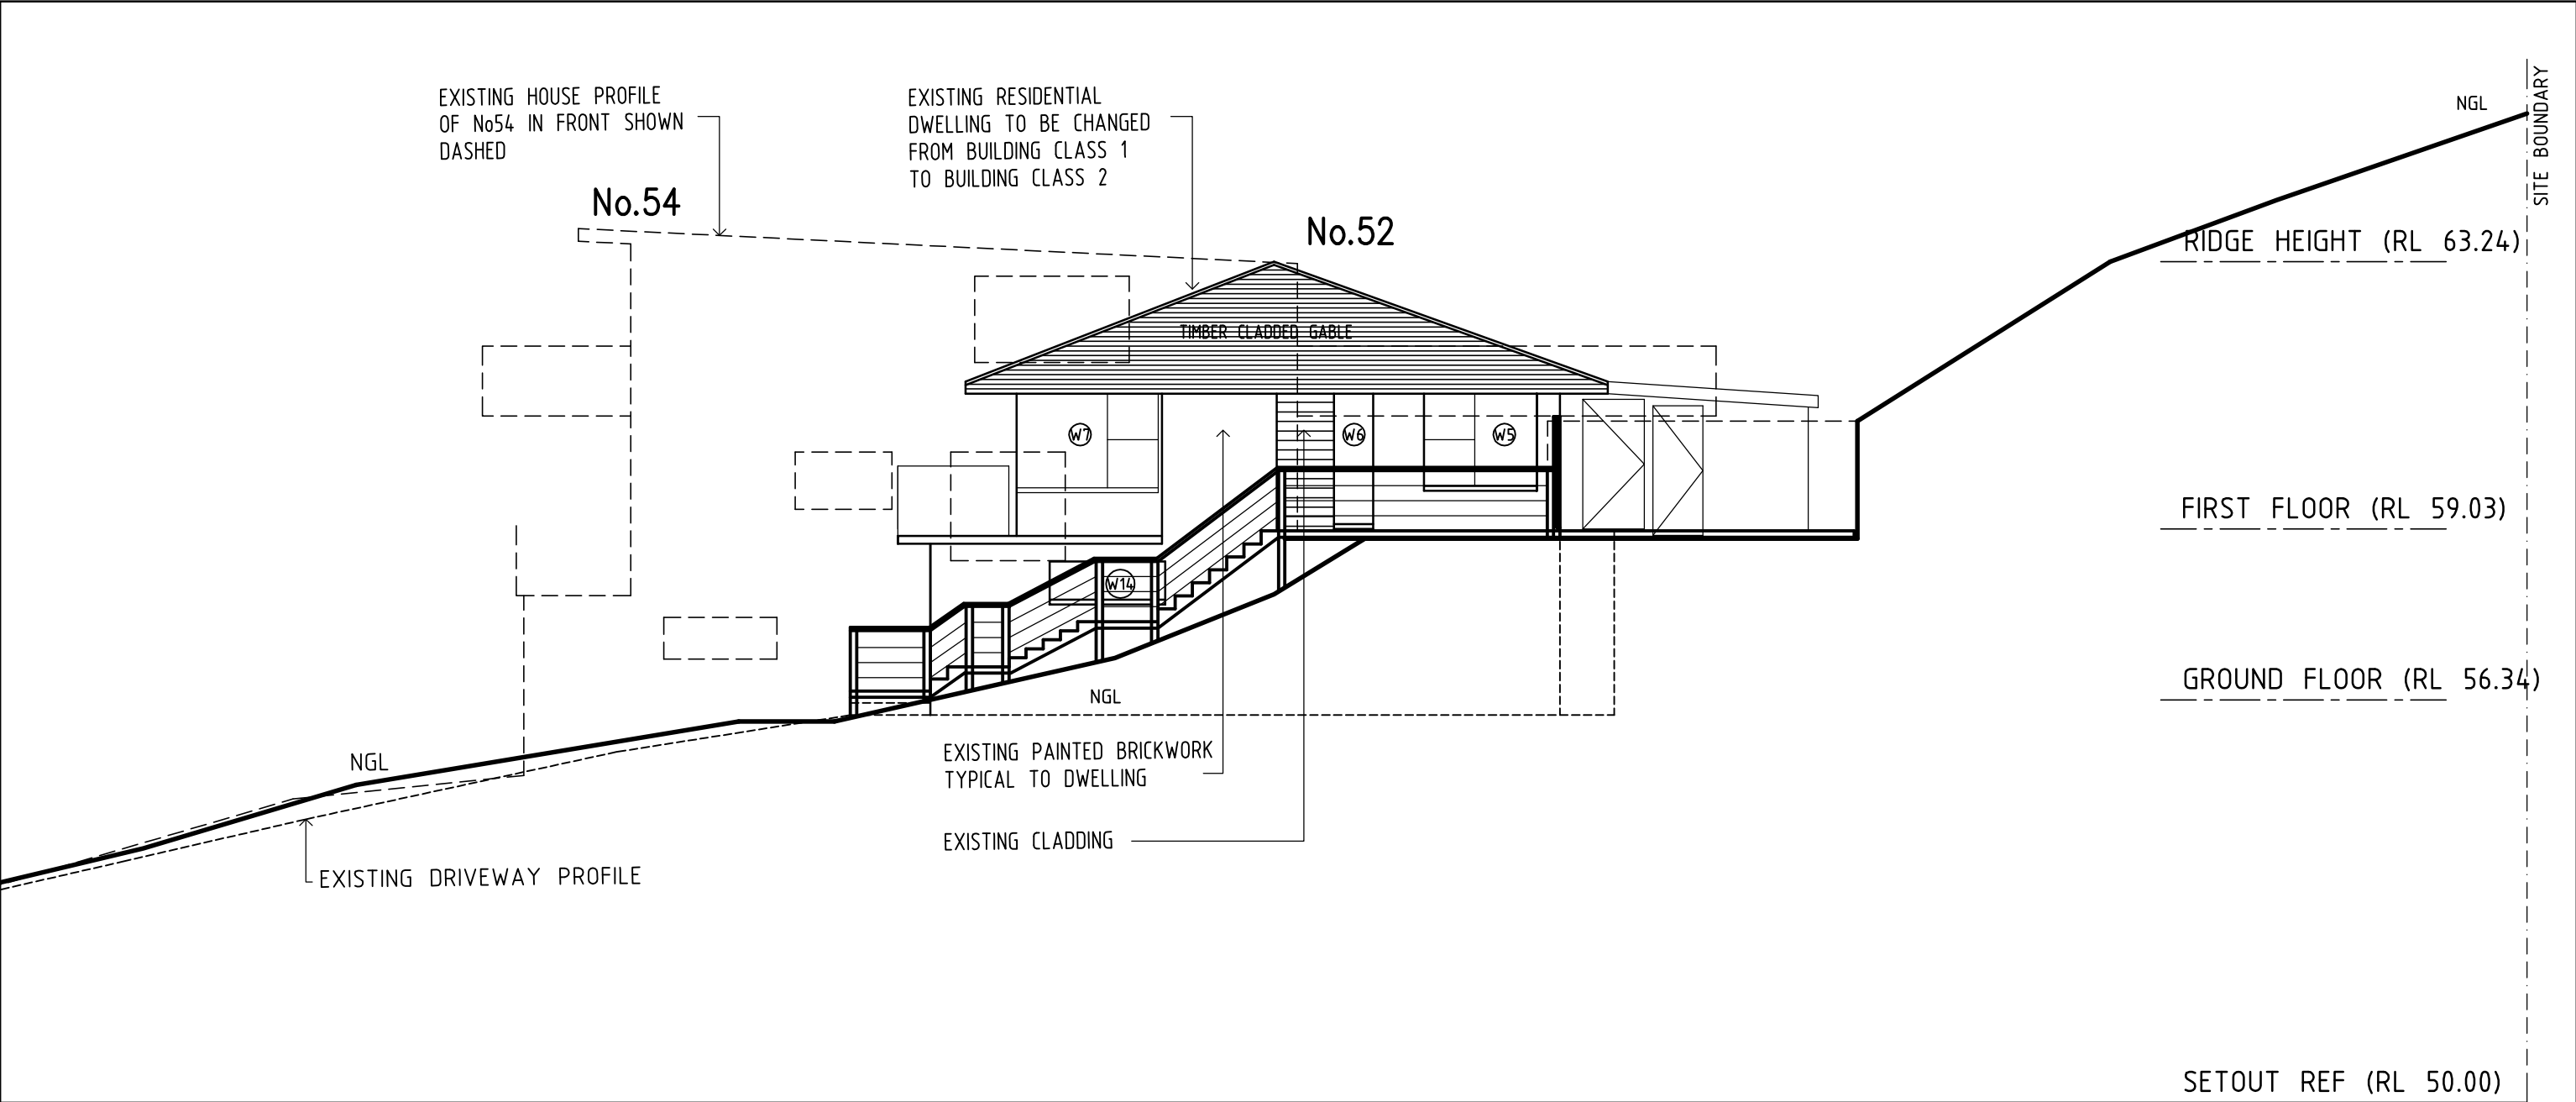 EXISTING HOUSE PROFILE
OF No54 IN FRONT SHOWN
DASHED
EXISTING RESIDENTIAL
DWELLING TO BE CHANGED
FROM BUILDING CLASS 1
TO BUILDING CLASS 2
No.54
No.52
NGL
SITE BOUNDARY
RIDGE HEIGHT (RL 63.24)
TIMBER CLADDED GABLE
W7
W6
W5
FIRST FLOOR (RL 59.03)
W14
GROUND FLOOR (RL 56.34)
NGL
NGL
EXISTING PAINTED BRICKWORK
TYPICAL TO DWELLING
EXISTING CLADDING
EXISTING DRIVEWAY PROFILE
SETOUT REF (RL 50.00)